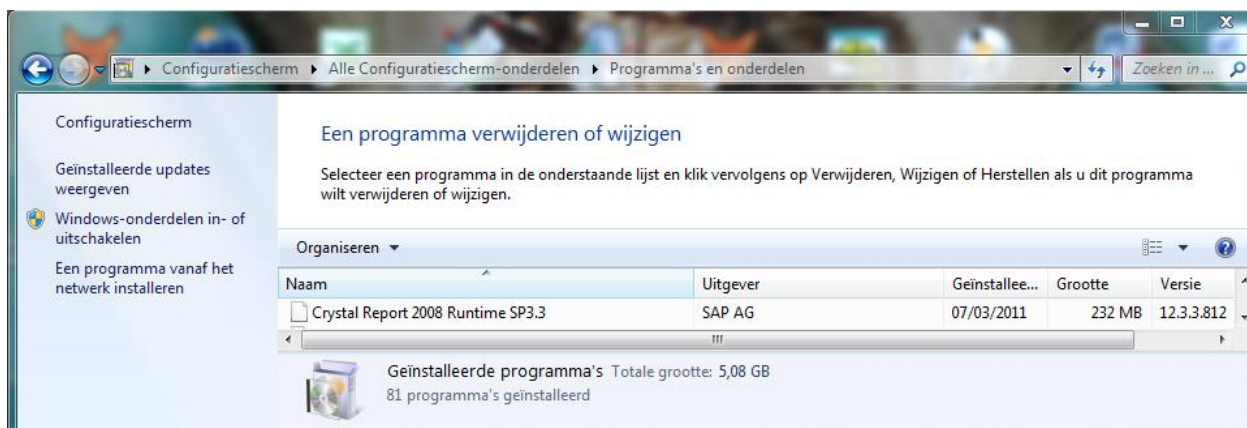 Configuratiescherm ▸ Alle Configuratiescherm-onderdelen ▸ Programma's en onderdelen
Zoeken in ...
Configuratiescherm
Geïnstalleerde updates
weergeven
Windows-onderdelen in- of
uitschakelen
Een programma vanaf het
netwerk installeren
Een programma verwijderen of wijzigen
Selecteer een programma in de onderstaande lijst en klik vervolgens op Verwijderen, Wijzigen of Herstellen als u dit programma
wilt verwijderen of wijzigen.
Organiseren
Naam Uitgever Geïnstallee... Grootte Versie
Crystal Report 2008 Runtime SP3.3 SAP AG 07/03/2011 232 MB 12.3.3.812
Geïnstalleerde programma's Totale grootte: 5,08 GB
81 programma's geïnstalleerd